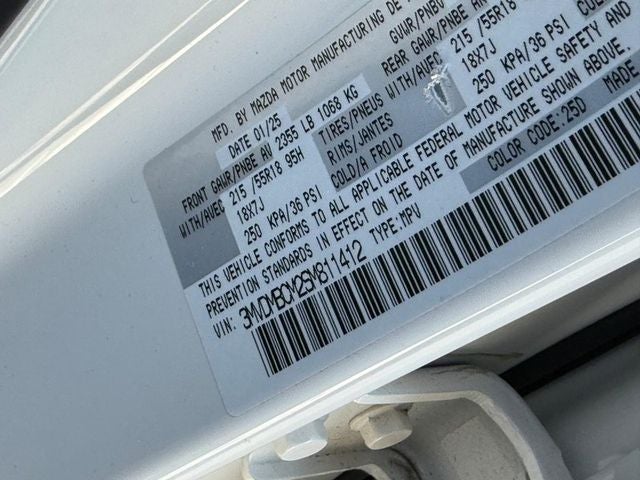 MFD. BY MAZDA MOTOR MANUFACTURING DE
DATE 01/25 GVWR/PNBV
FRONT GAWR/PNBE AV 2355 LB 1068 KG REAR GAWR/PNBE
WITH/AVEC 215 /55R18 95H TIRES/PNEUS WITH/AVEC 215 /55R18
18X7J RIMS/JANTES 18X7J
250 KPA/36 PSI COLD/A FROID 250 KPA/36 PSI
THIS VEHICLE CONFORMS TO ALL APPLICABLE FEDERAL MOTOR VEHICLE SAFETY AND
PREVENTION STANDARDS IN EFFECT ON THE DATE OF MANUFACTURE SHOWN ABOVE.
VIN: TYPE:MPV COLOR CODE:25D MADE